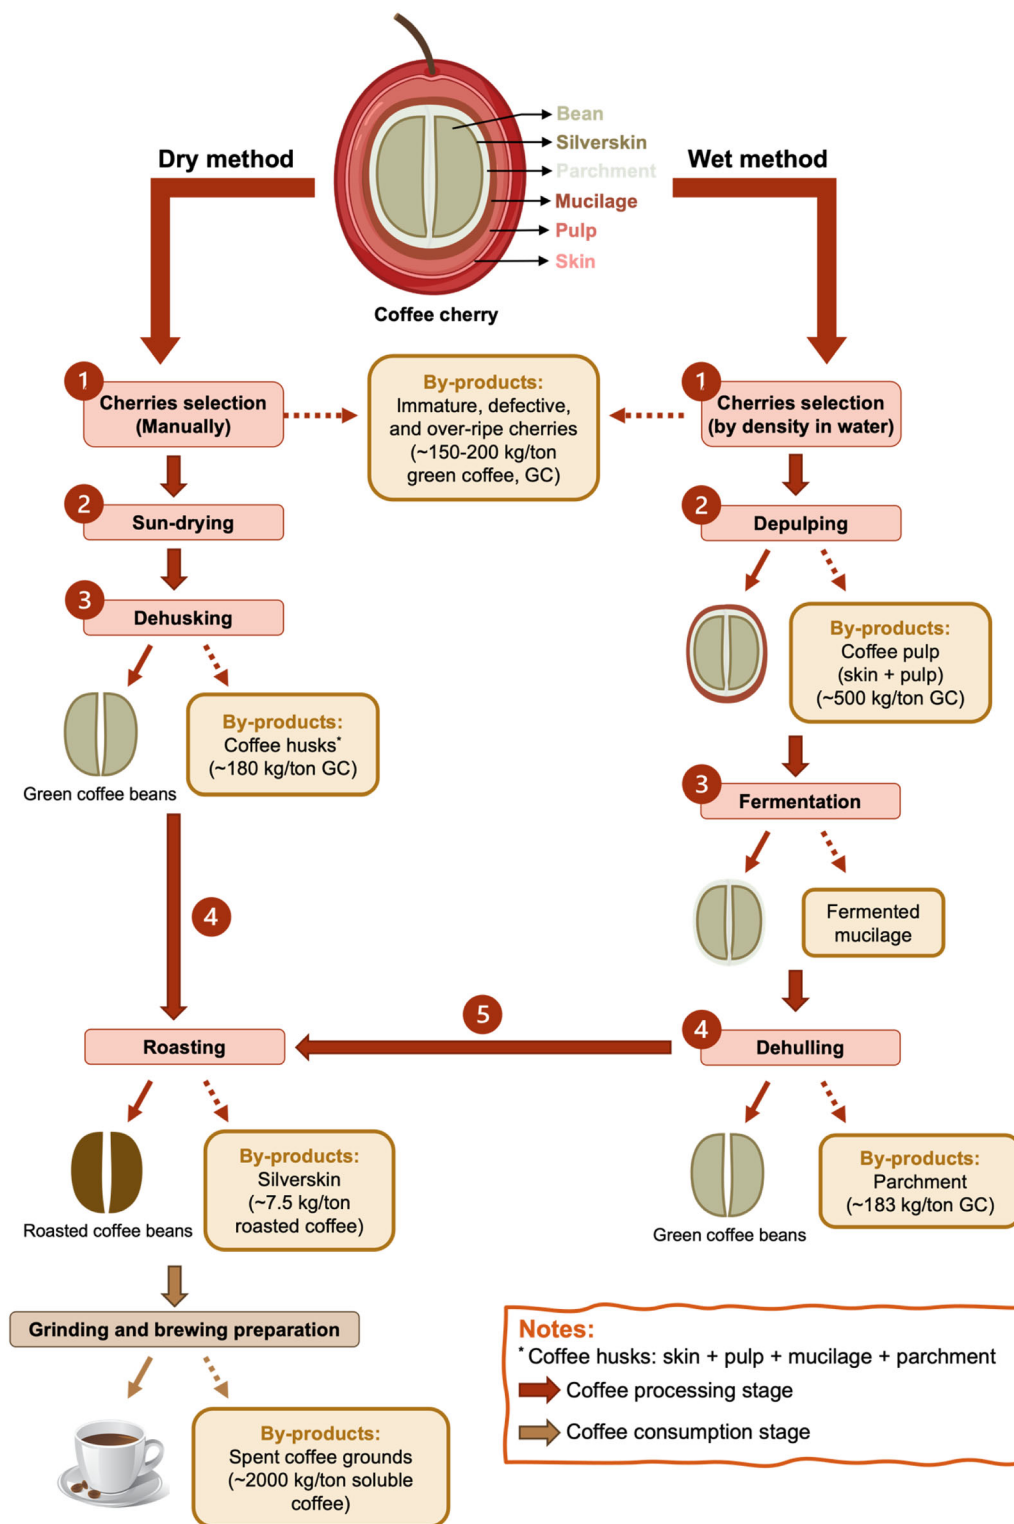 Bean
Silverskin
Parchment
Mucilage
Pulp
Skin
Coffee cherry
Dry method
Wet method
1
Cherries selection
(Manually)
By-products:
Immature, defective,
and over-ripe cherries
(~150-200 kg/ton
green coffee, GC)
1
Cherries selection
(by density in water)
2
Sun-drying
2
Depulping
3
Dehusking
By-products:
Coffee pulp
(skin + pulp)
(~500 kg/ton GC)
Green coffee beans
By-products:
Coffee husks*
(~180 kg/ton GC)
3
Fermentation
4
Fermented
mucilage
Roasting
5
4
Dehulling
Roasted coffee beans
By-products:
Silverskin
(~7.5 kg/ton
roasted coffee)
Green coffee beans
By-products:
Parchment
(~183 kg/ton GC)
Grinding and brewing preparation
By-products:
Spent coffee grounds
(~2000 kg/ton soluble
coffee)
Notes:
* Coffee husks: skin + pulp + mucilage + parchment
Coffee processing stage
Coffee consumption stage